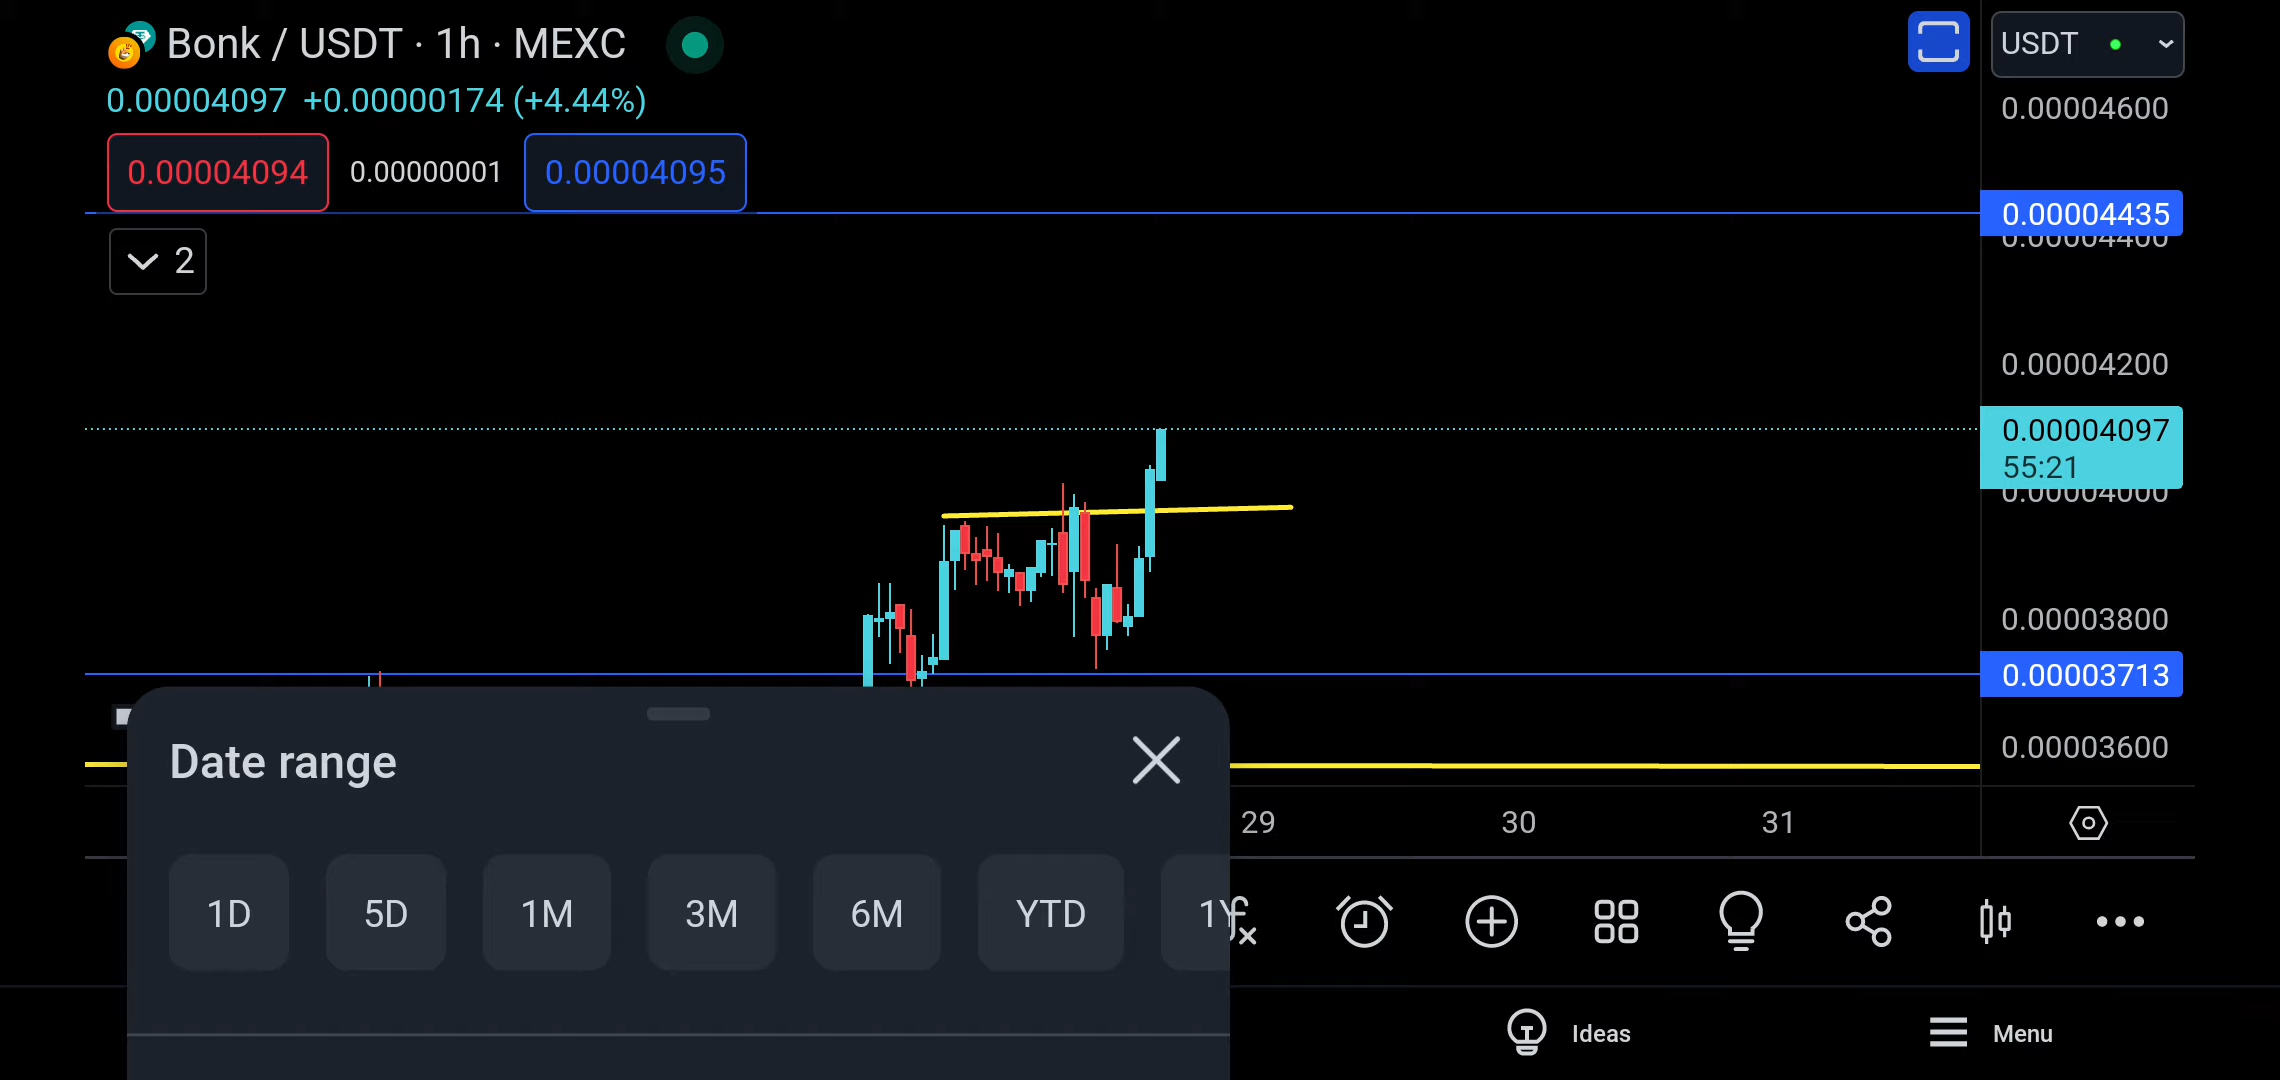 Bonk / USDT · 1h · MEXC
USDT
0.00004097 +0.00000174 (+4.44%)
0.00004600
0.00004094 0.00000001 0.00004095
0.00004435
0.00004400
2
0.00004200
0.00004097
55:21
0.00004000
0.00003800
0.00003713
0.00003600
Date range
29 30 31
1D 5D 1M 3M 6M YTD 1Y
Ideas Menu